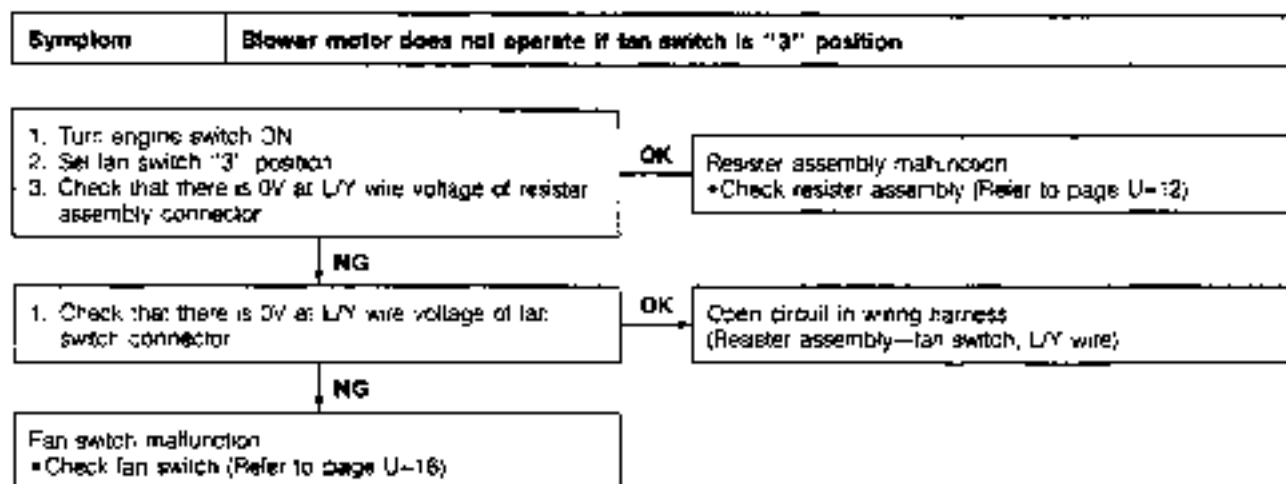 Symptom Blower motor does not operate if fan switch is "3" position
1. Turn engine switch ON
2. Set fan switch "3" position
3. Check that there is 0V at L/Y wire voltage of resister
assembly connector
OK
Resister assembly malfunction
•Check resister assembly (Refer to page U–12)
NG
1. Check that there is 0V at L/Y wire voltage of fan
switch connector
OK
Open circuit in wiring harness
(Resister assembly—fan switch, L/Y wire)
NG
Fan switch malfunction
•Check fan switch (Refer to page U–16)